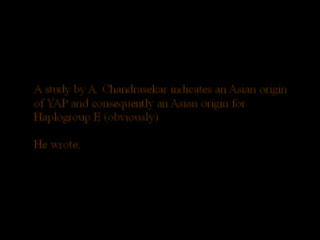 A study by A. Chandrasekar indicates an Asian origin
of YAP and consequently an Asian origin for
Haplogroup E (obviously)
He wrote;